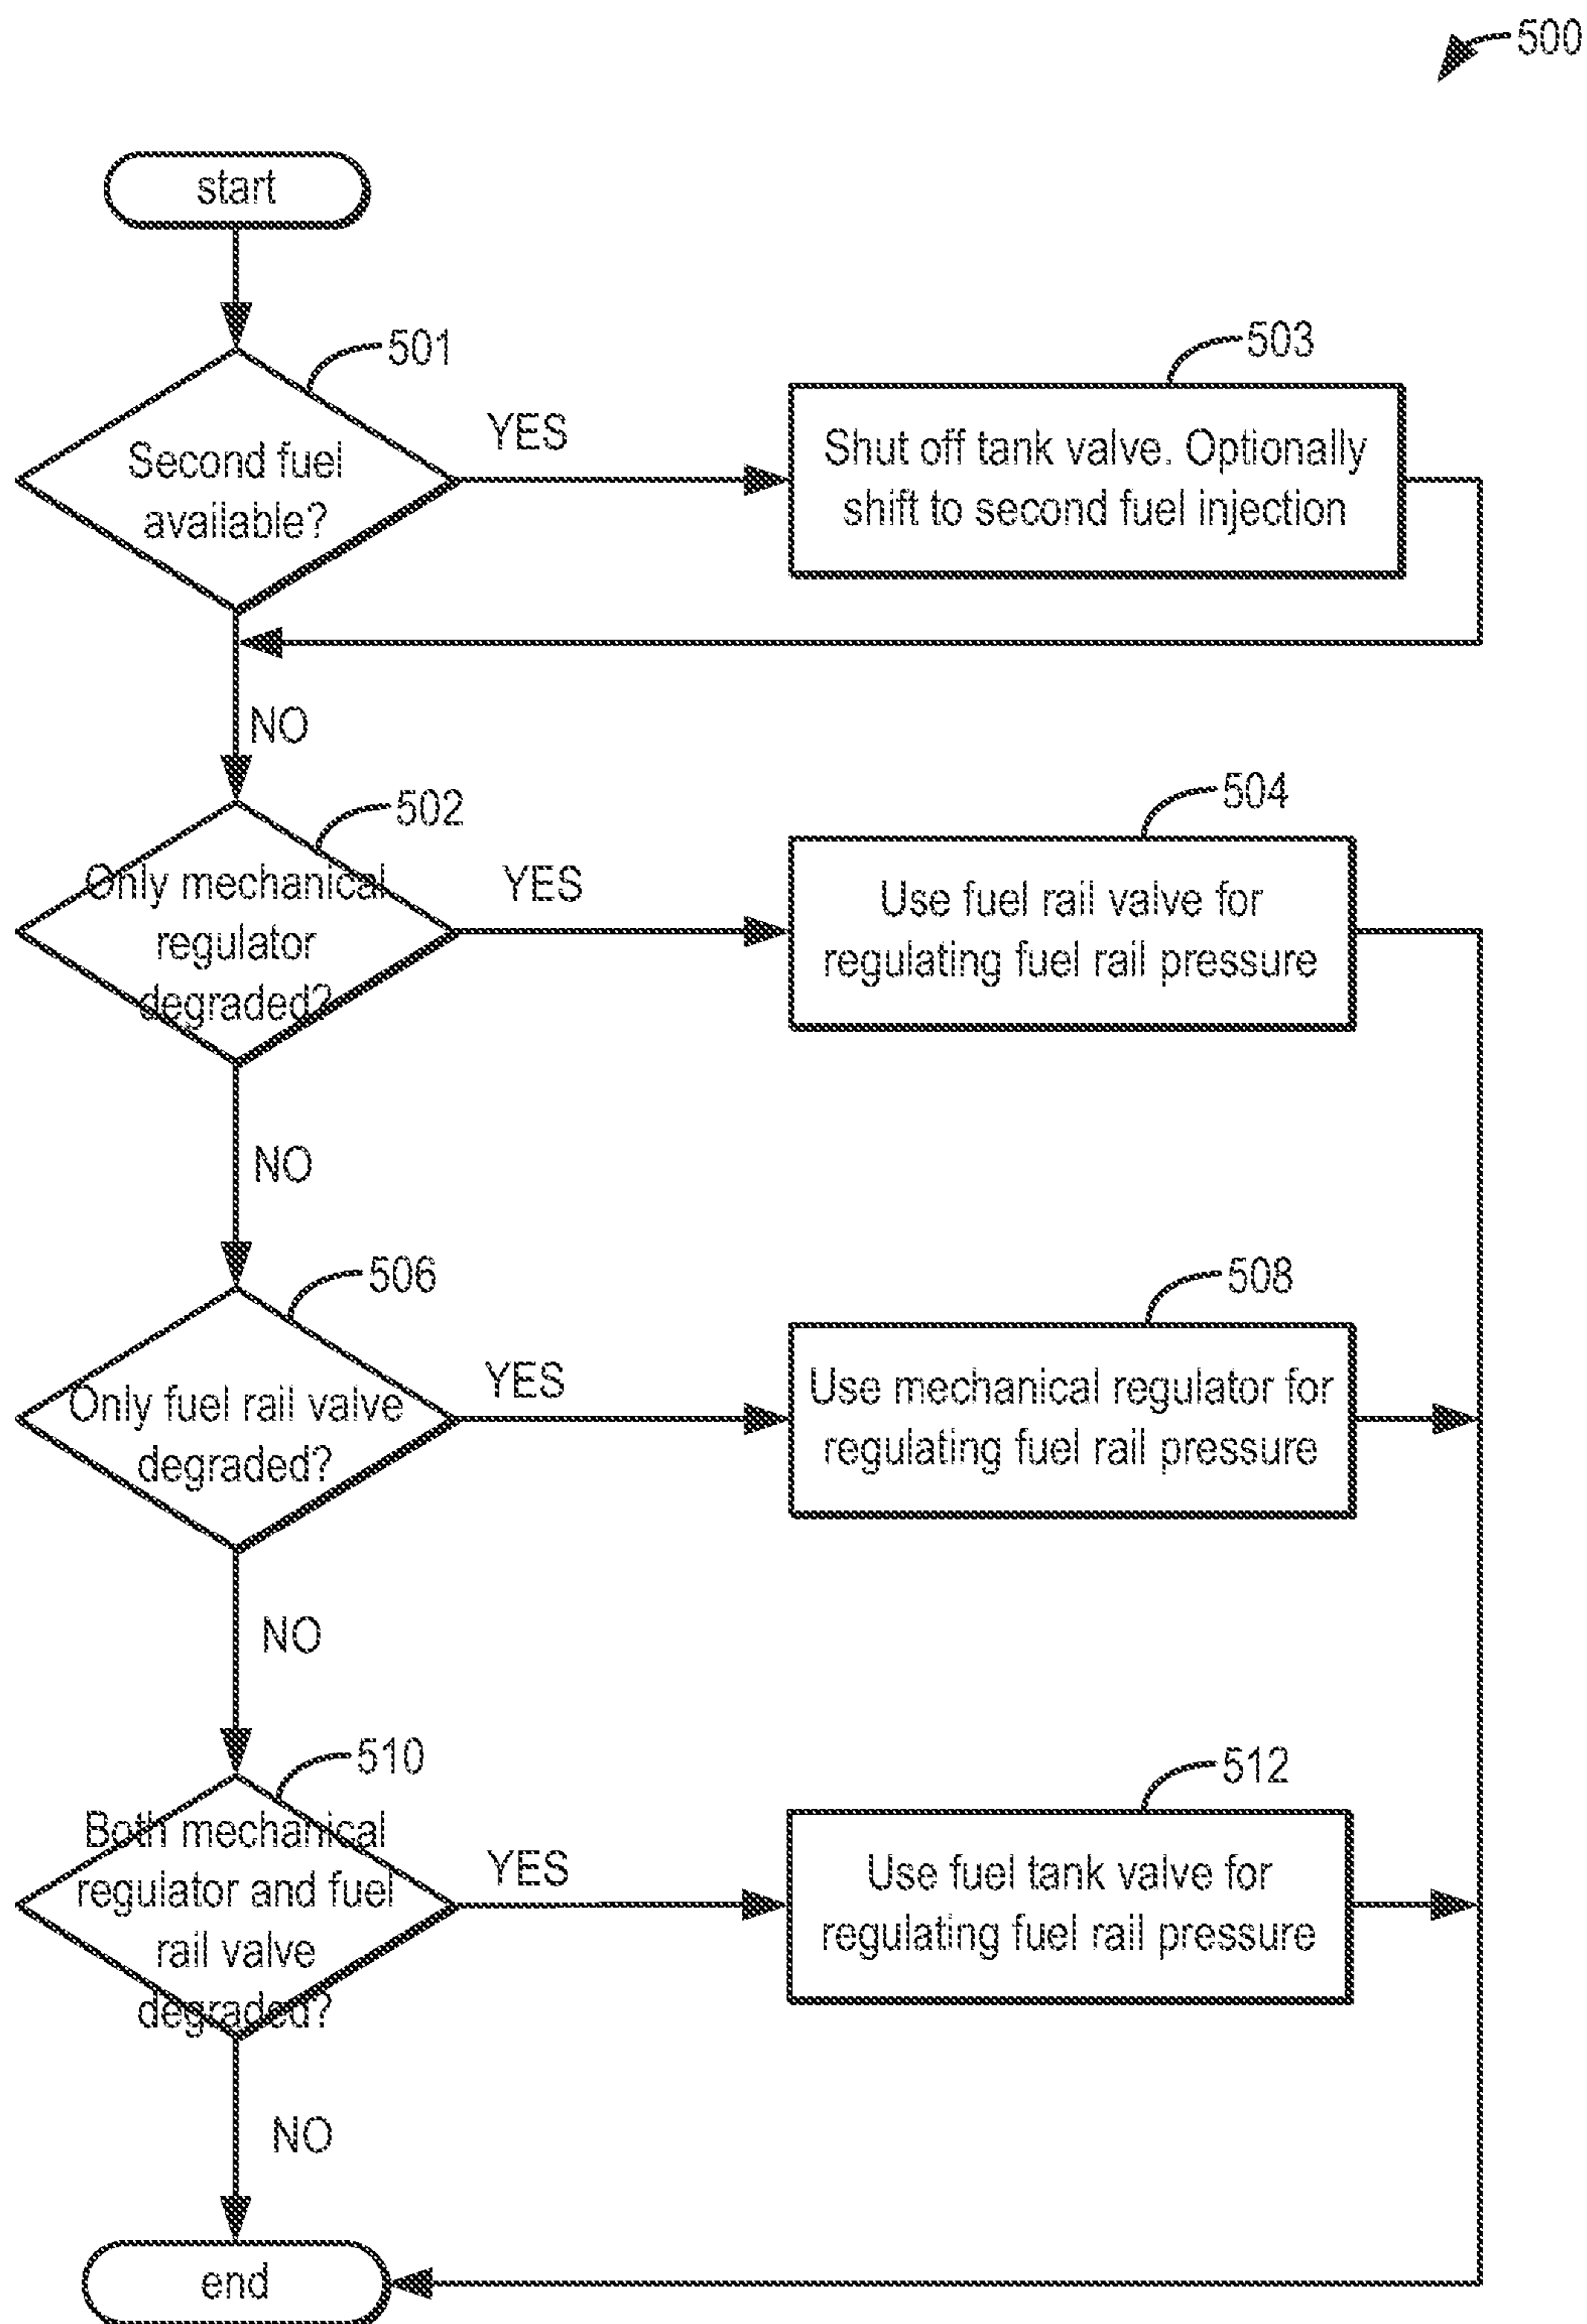 500
start
501
Second fuel
available?
YES
503
Shut off tank valve. Optionally
shift to second fuel injection
NO
502
Only mechanical
regulator
degraded?
YES
504
Use fuel rail valve for
regulating fuel rail pressure
NO
506
Only fuel rail valve
degraded?
YES
508
Use mechanical regulator for
regulating fuel rail pressure
NO
510
Both mechanical
regulator and fuel
rail valve
degraded?
YES
512
Use fuel tank valve for
regulating fuel rail pressure
NO
end